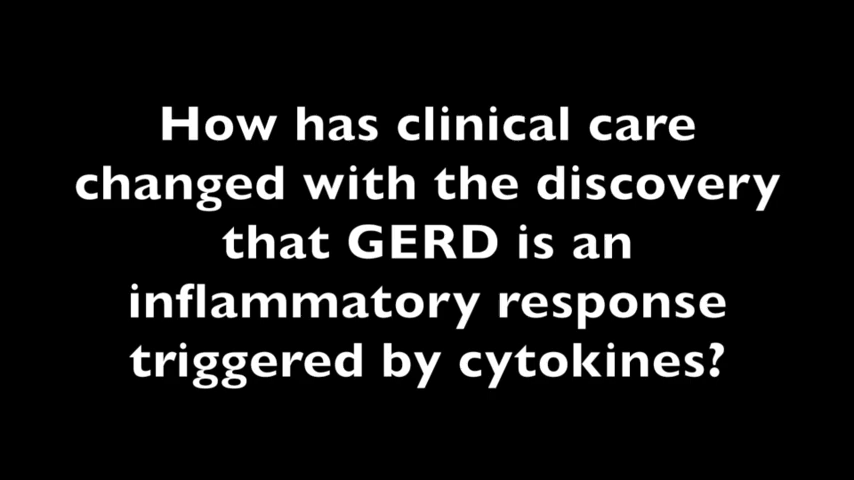 How has clinical care
changed with the discovery
that GERD is an
inflammatory response
triggered by cytokines?